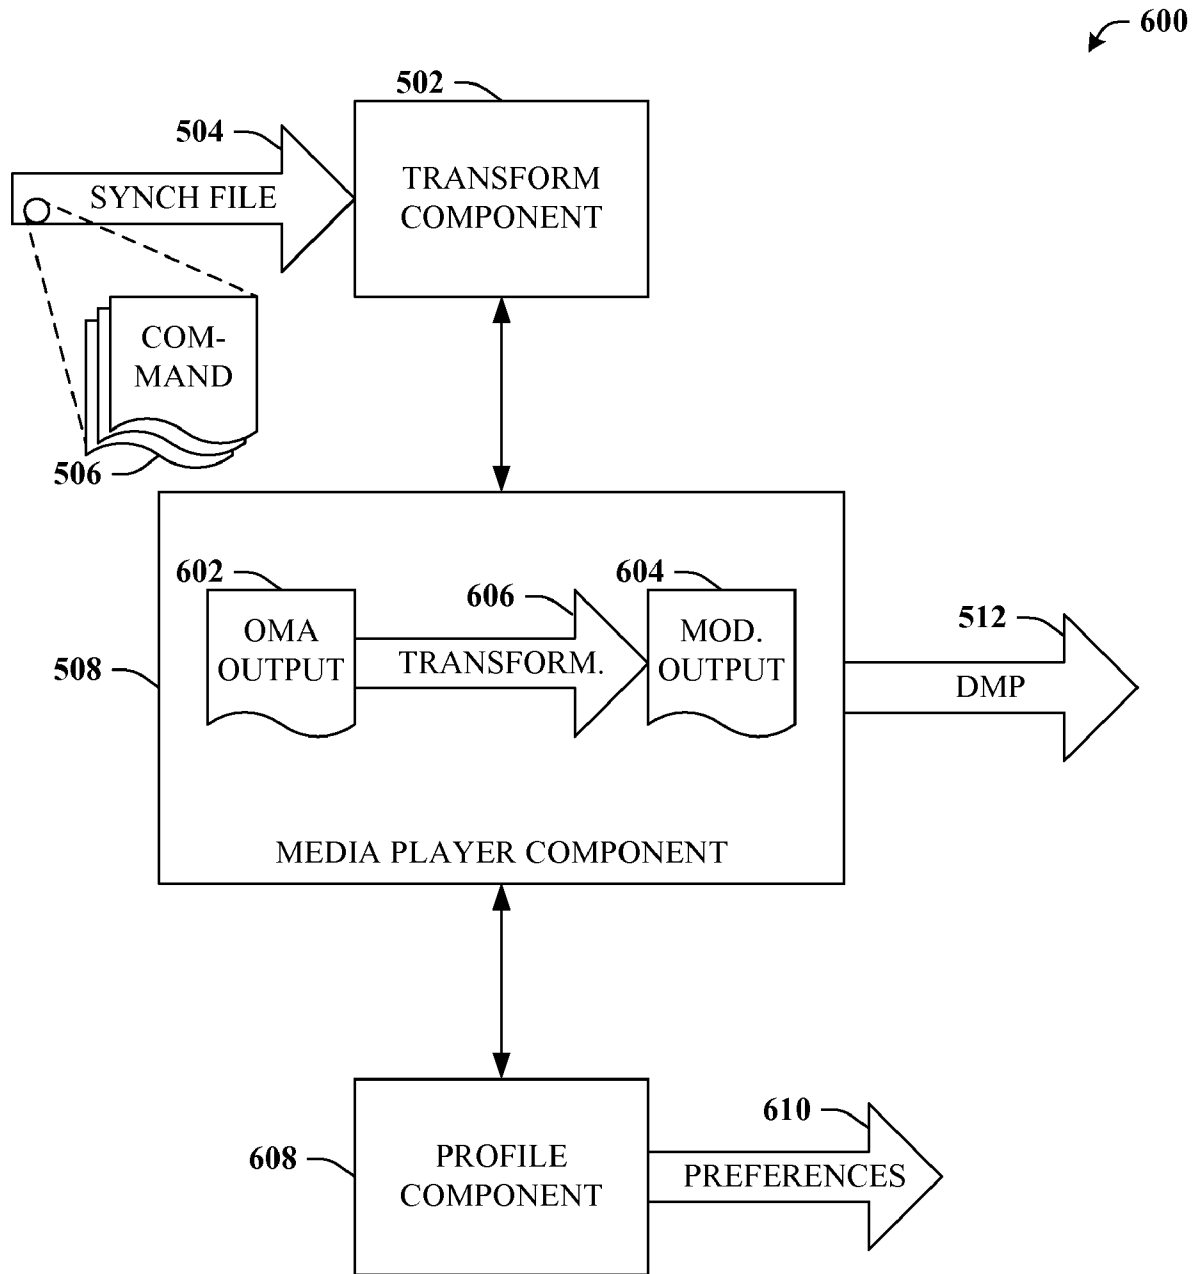 600
502
504
SYNCH FILE
TRANSFORM
COMPONENT
COM-
MAND
506
602
606
604
512
OMA
OUTPUT
TRANSFORM.
MOD.
OUTPUT
508
DMP
MEDIA PLAYER COMPONENT
610
608
PROFILE
COMPONENT
PREFERENCES